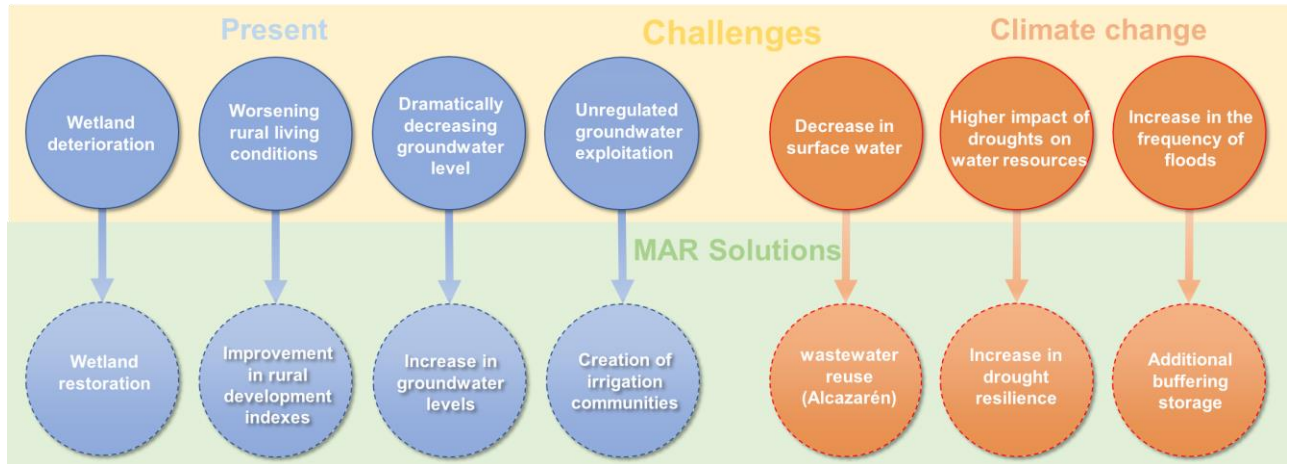 Present
Challenges
Climate change
Wetland
deterioration
Worsening
rural living
conditions
Dramatically
decreasing
groundwater
level
Unregulated
groundwater
exploitation
Decrease in
surface water
Higher impact of
droughts on
water resources
Increase in the
frequency of
floods
MAR Solutions
Wetland
restoration
Improvement
in rural
development
indexes
Increase in
groundwater
levels
Creation of
irrigation
communities
wastewater
reuse
(Alcazarén)
Increase in
drought
resilience
Additional
buffering
storage